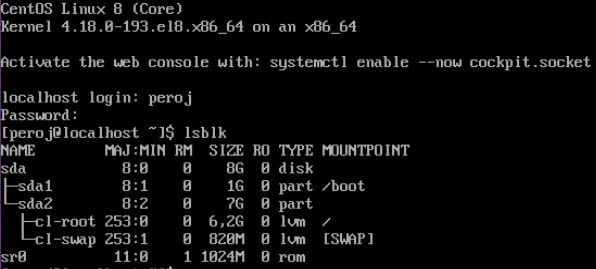 CentOS Linux 8 (Core)
Kernel 4.18.0-193.el8.x86_64 on an x86_64
Activate the web console with: systemctl enable --now cockpit.socket
localhost login: peroj
Password:
[peroj@localhost ~]$ lsblk
NAME        MAJ:MIN RM  SIZE RO TYPE MOUNTPOINT
sda           8:0    0    8G  0 disk
├─sda1        8:1    0    1G  0 part /boot
└─sda2        8:2    0    7G  0 part
  ├─cl-root 253:0    0  6,2G  0 lvm  /
  └─cl-swap 253:1    0  820M  0 lvm  [SWAP]
sr0          11:0    1 1024M  0 rom